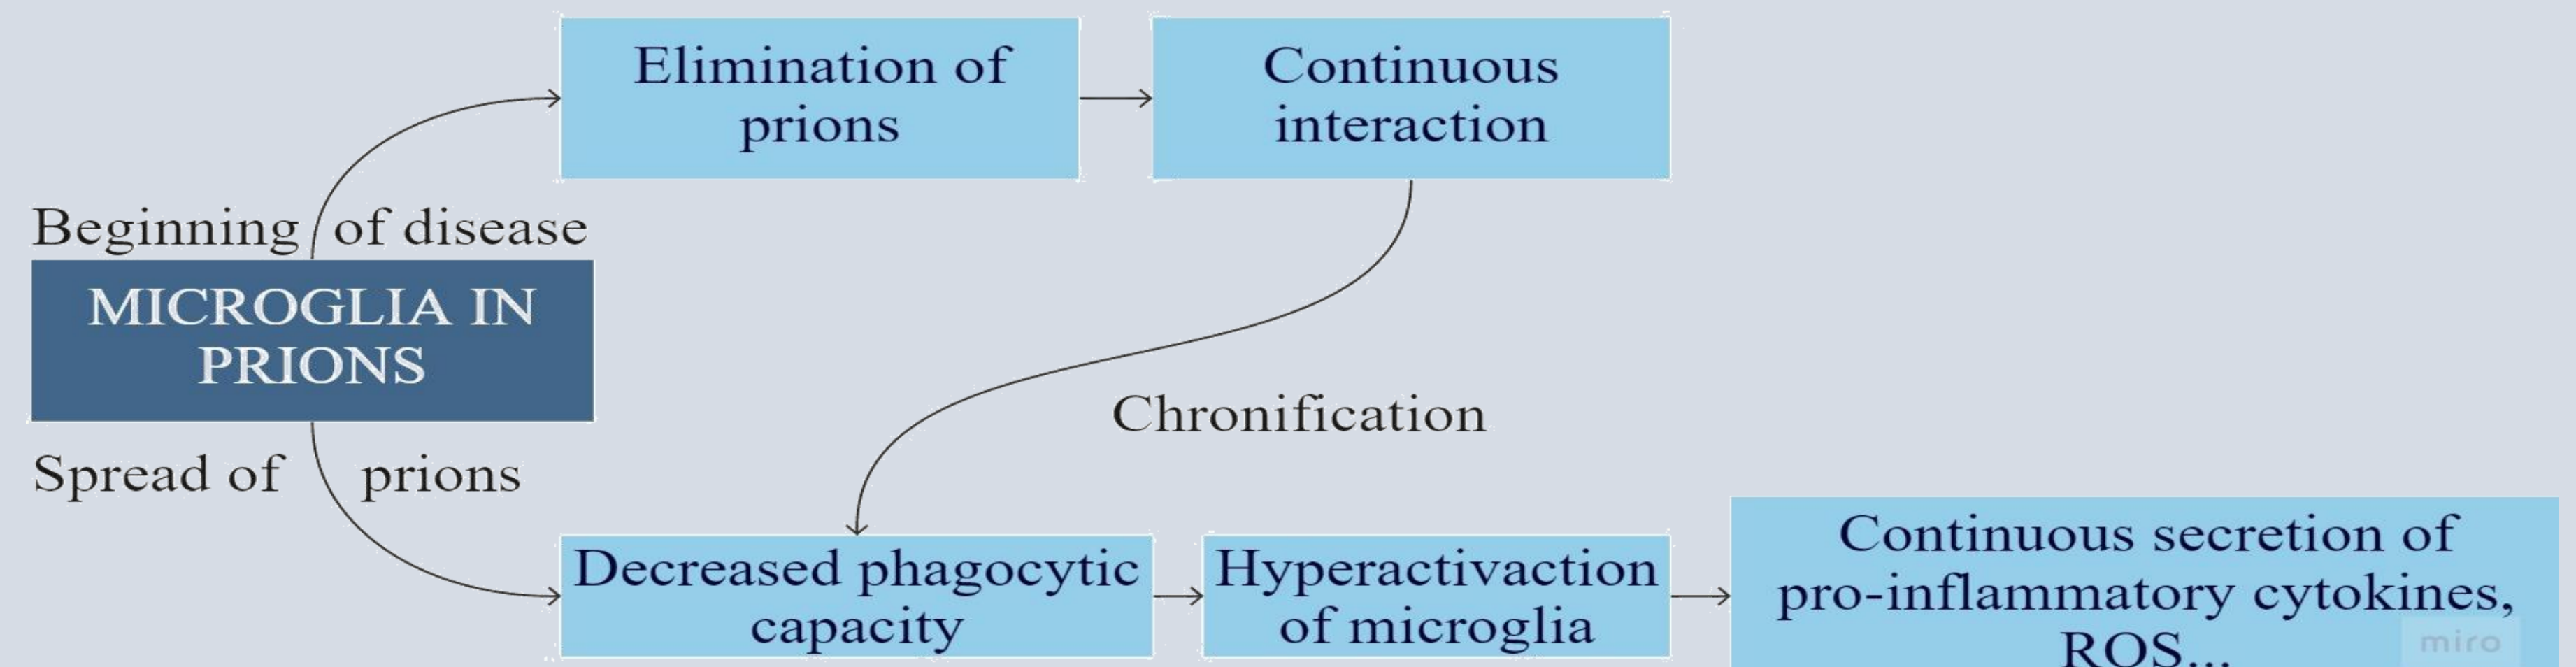 Elimination of
prions
Continuous
interaction
Beginning of disease
MICROGLIA IN
PRIONS
Chronification
Spread of prions
Decreased phagocytic
capacity
Hyperactivaction
of microglia
Continuous secretion of
pro-inflammatory cytokines,
ROS...
miro